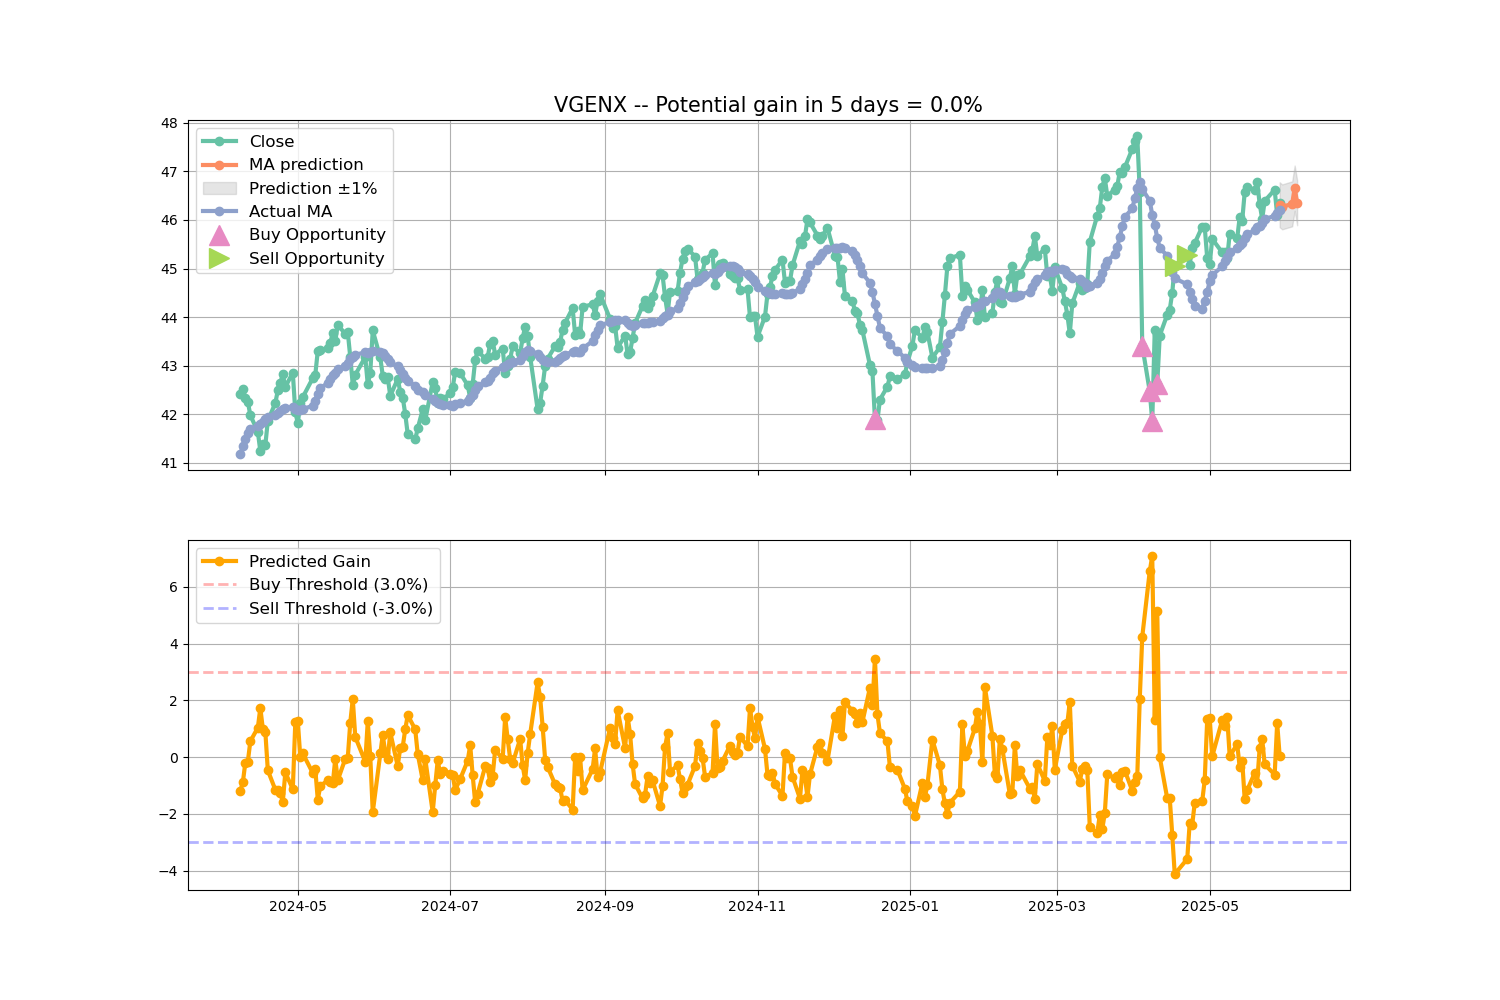 VGENX -- Potential gain in 5 days = 0.0%
48
47
46
45
44
43
42
41
Close
MA prediction
Prediction ±1%
Actual MA
Buy Opportunity
Sell Opportunity
6
4
2
0
−2
−4
Predicted Gain
Buy Threshold (3.0%)
Sell Threshold (-3.0%)
2024-05 2024-07 2024-09 2024-11 2025-01 2025-03 2025-05